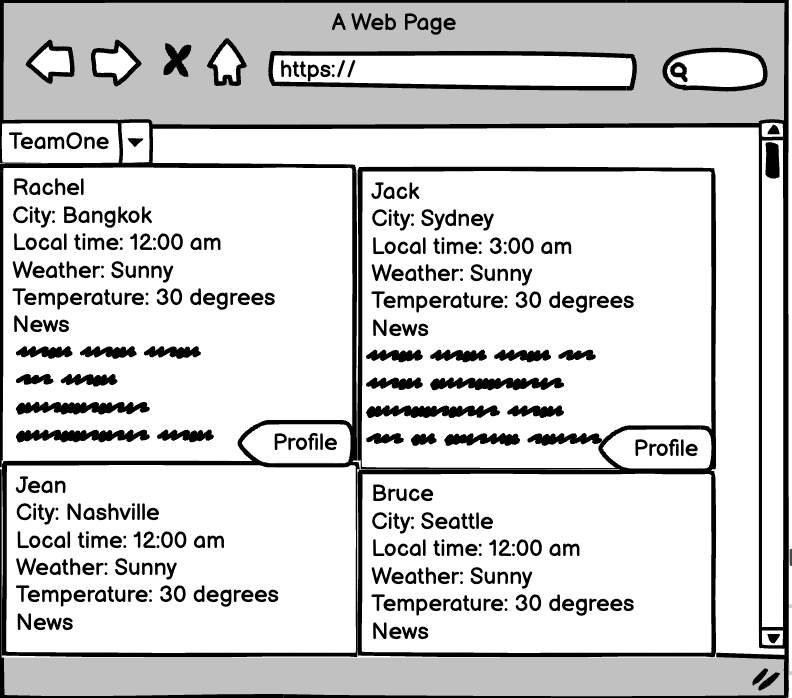 A Web Page
https://
TeamOne
Rachel
City: Bangkok
Local time: 12:00 am
Weather: Sunny
Temperature: 30 degrees
News
Profile
Jack
City: Sydney
Local time: 3:00 am
Weather: Sunny
Temperature: 30 degrees
News
Profile
Jean
City: Nashville
Local time: 12:00 am
Weather: Sunny
Temperature: 30 degrees
News
Bruce
City: Seattle
Local time: 12:00 am
Weather: Sunny
Temperature: 30 degrees
News